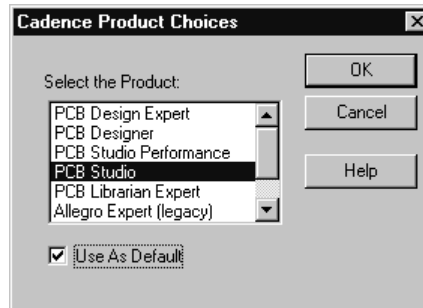 Cadence Product Choices
Select the Product:
PCB Design Expert
PCB Designer
PCB Studio Performance
PCB Studio
PCB Librarian Expert
Allegro Expert (legacy)
Use As Default
OK
Cancel
Help